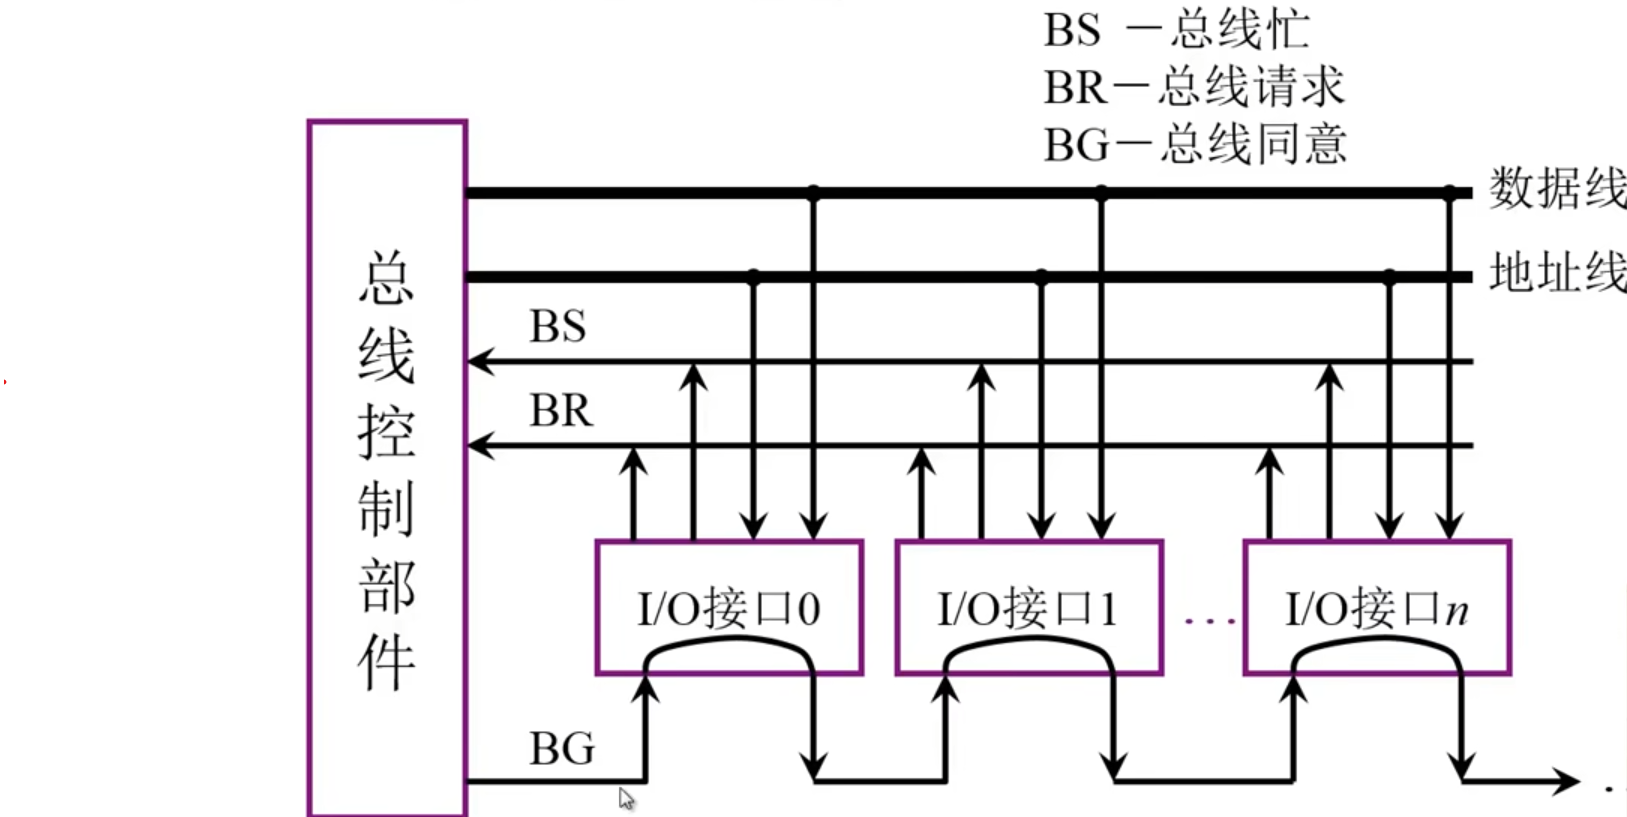 BS －总线忙
BR－总线请求
BG－总线同意
数据线
地址线
BS
BR
总线控制部件
I/O接口0
I/O接口1
…
I/O接口n
BG